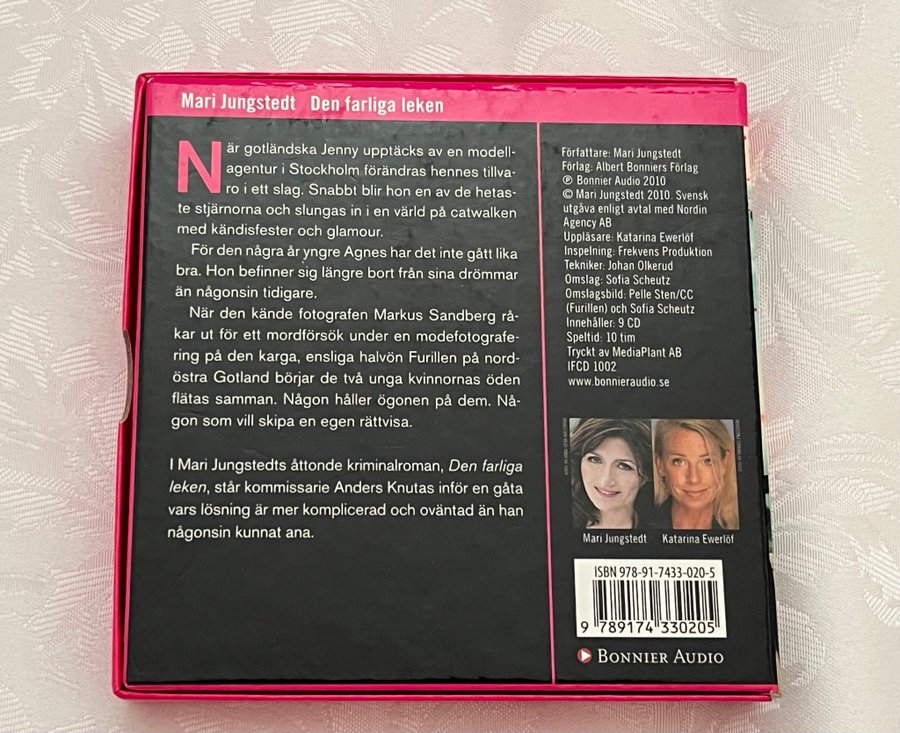 Mari Jungstedt Den farliga leken
När gotländska Jenny upptäcks av en modell-
agentur i Stockholm förändras hennes tillva-
ro i ett slag. Snabbt blir hon en av de hetas-
te stjärnorna och slungas in i en värld på catwalken
med kändisfester och glamour.
För den några år yngre Agnes har det inte gått lika
bra. Hon befinner sig längre bort från sina drömmar
än någonsin tidigare.
När den kände fotografen Markus Sandberg rå-
kar ut för ett mordförsök under en modefotografe-
ring på den karga, ensliga halvön Furillen på nord-
östra Gotland börjar de två unga kvinnornas öden
flätas samman. Någon håller ögonen på dem. Nå-
gon som vill skipa en egen rättvisa.
I Mari Jungstedts åttonde kriminalroman, Den farliga
leken, står kommissarie Anders Knutas inför en gåta
vars lösning är mer komplicerad och oväntad än han
någonsin kunnat ana.
Författare: Mari Jungstedt
Förlag: Albert Bonniers Förlag
℗ Bonnier Audio 2010
© Mari Jungstedt 2010. Svensk
utgåva enligt avtal med Nordin
Agency AB
Uppläsare: Katarina Ewerlöf
Inspelning: Frekvens Produktion
Tekniker: Johan Olkerud
Omslag: Sofia Scheutz
Omslagsbild: Pelle Sten/CC
(Furillen) och Sofia Scheutz
Innehåller: 9 CD
Speltid: 10 tim
Tryckt av MediaPlant AB
IFCD 1002
www.bonnieraudio.se
Mari Jungstedt Katarina Ewerlöf
ISBN 978-91-7433-020-5
9 789174 330205
BONNIER AUDIO